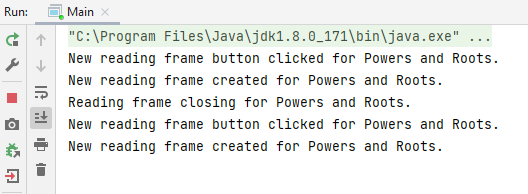 Run: Main
"C:\Program Files\Java\jdk1.8.0_171\bin\java.exe" ...
New reading frame button clicked for Powers and Roots.
New reading frame created for Powers and Roots.
Reading frame closing for Powers and Roots.
New reading frame button clicked for Powers and Roots.
New reading frame created for Powers and Roots.